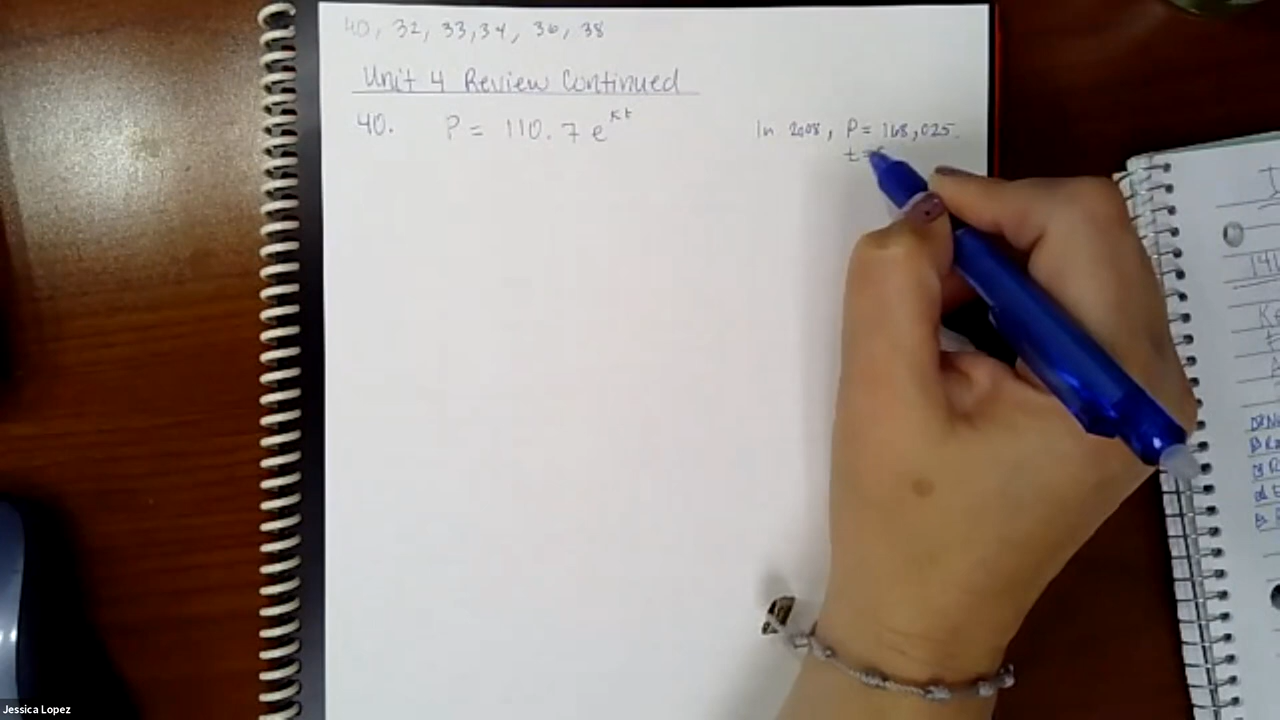 40, 32, 33, 34, 36, 38
Unit 4 Review Continued
40. P = 110.7 e^{kt}
In 2008, P = 168,025.
t =
Jessica Lopez